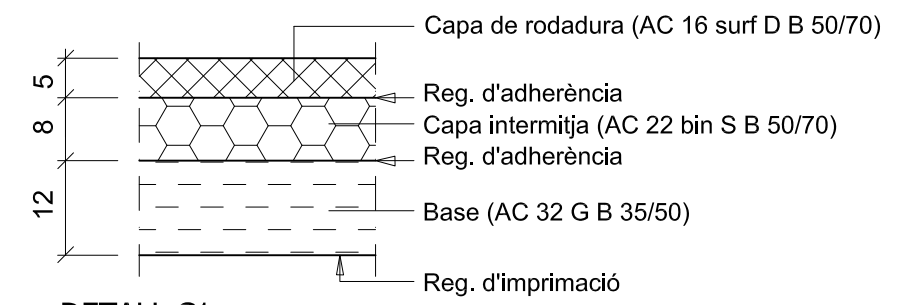 Capa de rodadura (AC 16 surf D B 50/70)
5
Reg. d'adherència
8
Capa intermitja (AC 22 bin S B 50/70)
Reg. d'adherència
12
Base (AC 32 G B 35/50)
Reg. d'imprimació